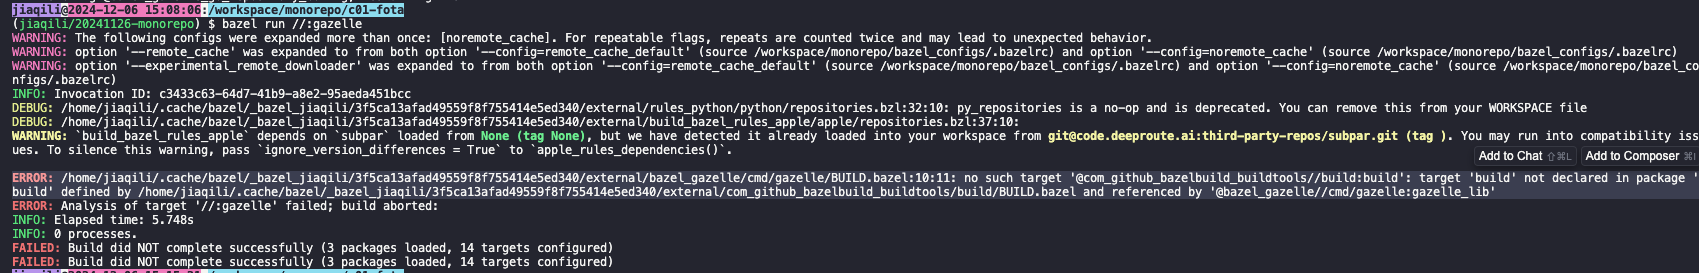 jiaqili@2024-12-06 15:08:06:/workspace/monorepo/c01-fota
(jiaqili/20241126-monorepo) $ bazel run //:gazelle
WARNING: The following configs were expanded more than once: [noremote_cache]. For repeatable flags, repeats are counted twice and may lead to unexpected behavior.
WARNING: option '--remote_cache' was expanded to from both option '--config=remote_cache_default' (source /workspace/monorepo/bazel_configs/.bazelrc) and option '--config=noremote_cache' (source /workspace/monorepo/bazel_configs/.bazelrc)
WARNING: option '--experimental_remote_downloader' was expanded to from both option '--config=remote_cache_default' (source /workspace/monorepo/bazel_configs/.bazelrc) and option '--config=noremote_cache' (source /workspace/monorepo/bazel_co
nfigs/.bazelrc)
INFO: Invocation ID: c3433c63-64d7-41b9-a8e2-95aeda451bcc
DEBUG: /home/jiaqili/.cache/bazel/_bazel_jiaqili/3f5ca13afad49559f8f755414e5ed340/external/rules_python/python/repositories.bzl:32:10: py_repositories is a no-op and is deprecated. You can remove this from your WORKSPACE file
DEBUG: /home/jiaqili/.cache/bazel/_bazel_jiaqili/3f5ca13afad49559f8f755414e5ed340/external/build_bazel_rules_apple/apple/repositories.bzl:37:10:
WARNING: `build_bazel_rules_apple` depends on `subpar` loaded from None (tag None), but we have detected it already loaded into your workspace from git@code.deeproute.ai:third-party-repos/subpar.git (tag ). You may run into compatibility iss
ues. To silence this warning, pass `ignore_version_differences = True` to `apple_rules_dependencies()`.
Add to Chat ⇧⌘L Add to Composer ⌘I
ERROR: /home/jiaqili/.cache/bazel/_bazel_jiaqili/3f5ca13afad49559f8f755414e5ed340/external/bazel_gazelle/cmd/gazelle/BUILD.bazel:10:11: no such target '@com_github_bazelbuild_buildtools//build:build': target 'build' not declared in package '
build' defined by /home/jiaqili/.cache/bazel/_bazel_jiaqili/3f5ca13afad49559f8f755414e5ed340/external/com_github_bazelbuild_buildtools/build/BUILD.bazel and referenced by '@bazel_gazelle//cmd/gazelle:gazelle_lib'
ERROR: Analysis of target '//:gazelle' failed; build aborted:
INFO: Elapsed time: 5.748s
INFO: 0 processes.
FAILED: Build did NOT complete successfully (3 packages loaded, 14 targets configured)
FAILED: Build did NOT complete successfully (3 packages loaded, 14 targets configured)